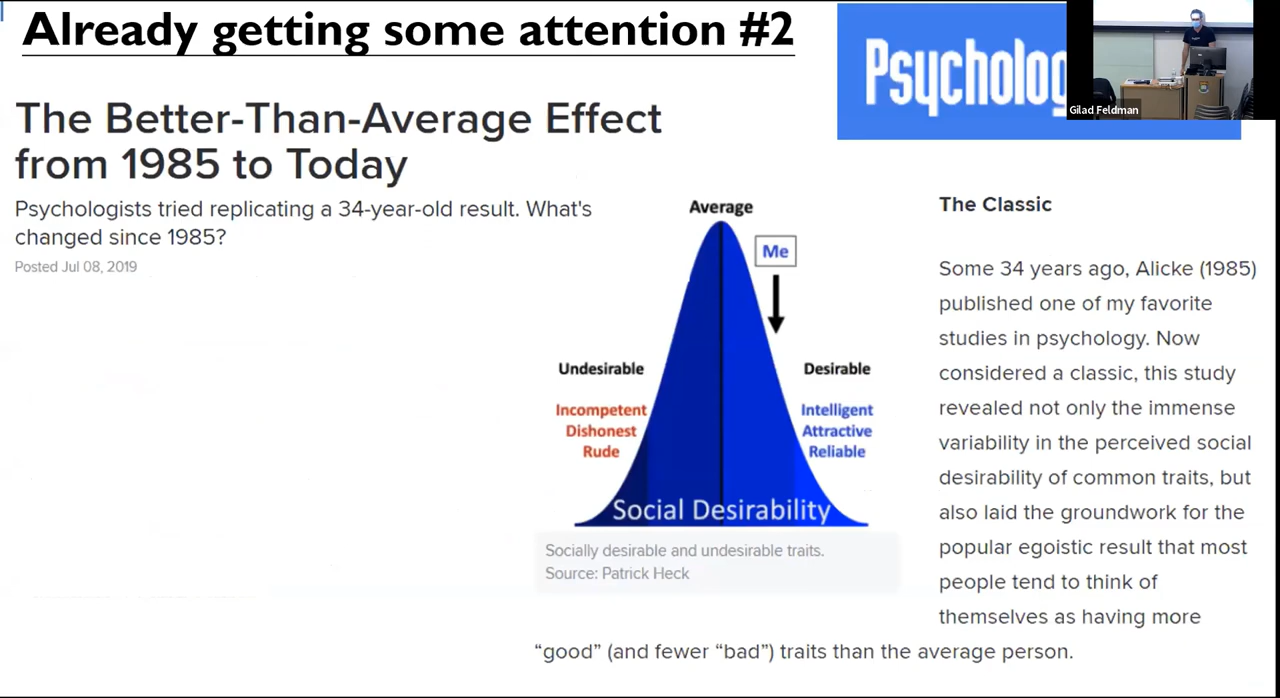 Already getting some attention #2
Psycholog
Gilad Feldman
The Better-Than-Average Effect
from 1985 to Today
Psychologists tried replicating a 34-year-old result. What's
changed since 1985?
Posted Jul 08, 2019
Average
Me
Undesirable
Desirable
Incompetent
Dishonest
Rude
Intelligent
Attractive
Reliable
Social Desirability
Socially desirable and undesirable traits.
Source: Patrick Heck
The Classic
Some 34 years ago, Alicke (1985)
published one of my favorite
studies in psychology. Now
considered a classic, this study
revealed not only the immense
variability in the perceived social
desirability of common traits, but
also laid the groundwork for the
popular egoistic result that most
people tend to think of
themselves as having more
“good” (and fewer “bad”) traits than the average person.